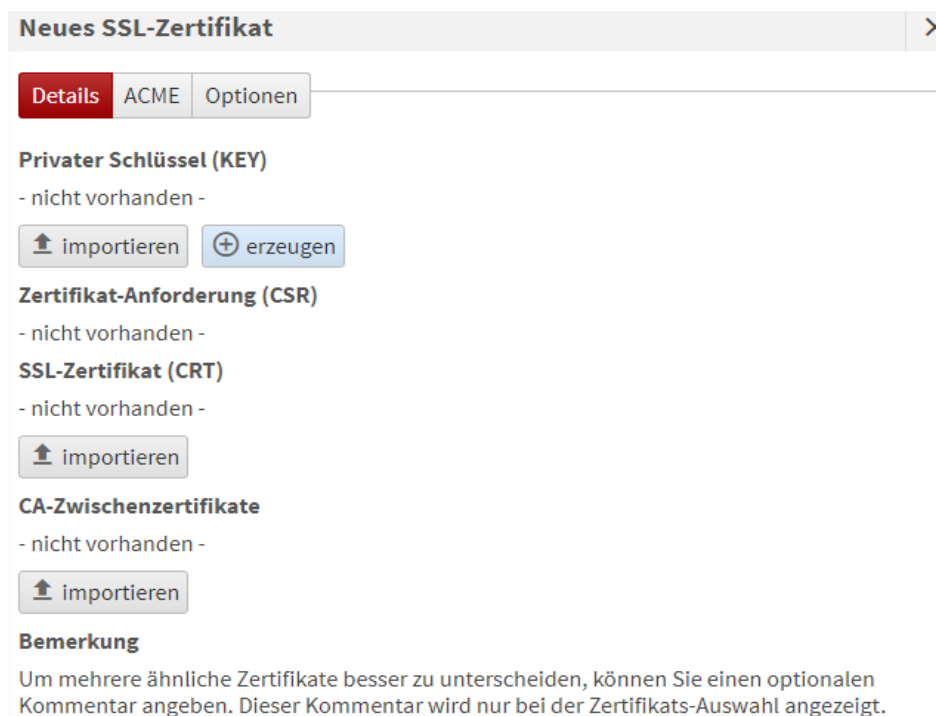 Neues SSL-Zertifikat
Details ACME Optionen
Privater Schlüssel (KEY)
- nicht vorhanden -
importieren erzeugen
Zertifikat-Anforderung (CSR)
- nicht vorhanden -
SSL-Zertifikat (CRT)
- nicht vorhanden -
importieren
CA-Zwischenzertifikate
- nicht vorhanden -
importieren
Bemerkung
Um mehrere ähnliche Zertifikate besser zu unterscheiden, können Sie einen optionalen
Kommentar angeben. Dieser Kommentar wird nur bei der Zertifikats-Auswahl angezeigt.